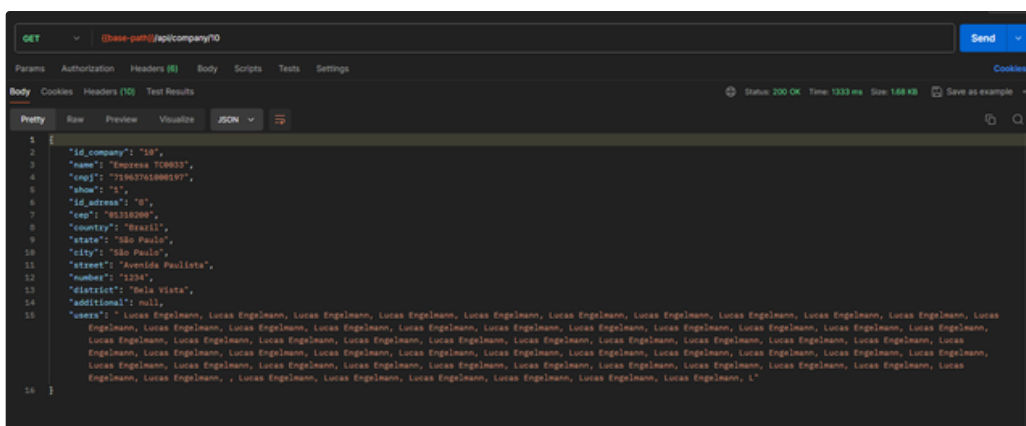 GET {{base-path}}/api/company/10 Send
Params Authorization Headers (6) Body Scripts Tests Settings Cookies
Body Cookies Headers (10) Test Results Status: 200 OK Time: 1333 ms Size: 1.68 KB Save as example
Pretty Raw Preview Visualize JSON
1 {
2 "id_company": "10",
3 "name": "Empresa TC0033",
4 "cnpj": "71963761000197",
5 "show": "1",
6 "id_adress": "8",
7 "cep": "01310200",
8 "country": "Brazil",
9 "state": "São Paulo",
10 "city": "São Paulo",
11 "street": "Avenida Paulista",
12 "number": "1234",
13 "district": "Bela Vista",
14 "additional": null,
15 "users": " Lucas Engelmann, Lucas Engelmann, Lucas Engelmann, Lucas Engelmann, Lucas Engelmann, Lucas Engelmann, Lucas Engelmann, Lucas Engelmann, Lucas Engelmann, Lucas Engelmann, Lucas
Engelmann, Lucas Engelmann, Lucas Engelmann, Lucas Engelmann, Lucas Engelmann, Lucas Engelmann, Lucas Engelmann, Lucas Engelmann, Lucas Engelmann, Lucas Engelmann, Lucas Engelmann,
Lucas Engelmann, Lucas Engelmann, Lucas Engelmann, Lucas Engelmann, Lucas Engelmann, Lucas Engelmann, Lucas Engelmann, Lucas Engelmann, Lucas Engelmann, Lucas Engelmann, Lucas
Engelmann, Lucas Engelmann, Lucas Engelmann, Lucas Engelmann, Lucas Engelmann, Lucas Engelmann, Lucas Engelmann, Lucas Engelmann, Lucas Engelmann, Lucas Engelmann, Lucas Engelmann,
Lucas Engelmann, Lucas Engelmann, Lucas Engelmann, Lucas Engelmann, Lucas Engelmann, Lucas Engelmann, Lucas Engelmann, Lucas Engelmann, Lucas Engelmann, Lucas Engelmann, Lucas
Engelmann, Lucas Engelmann, , Lucas Engelmann, Lucas Engelmann, Lucas Engelmann, Lucas Engelmann, Lucas Engelmann, Lucas Engelmann, L"
16 }